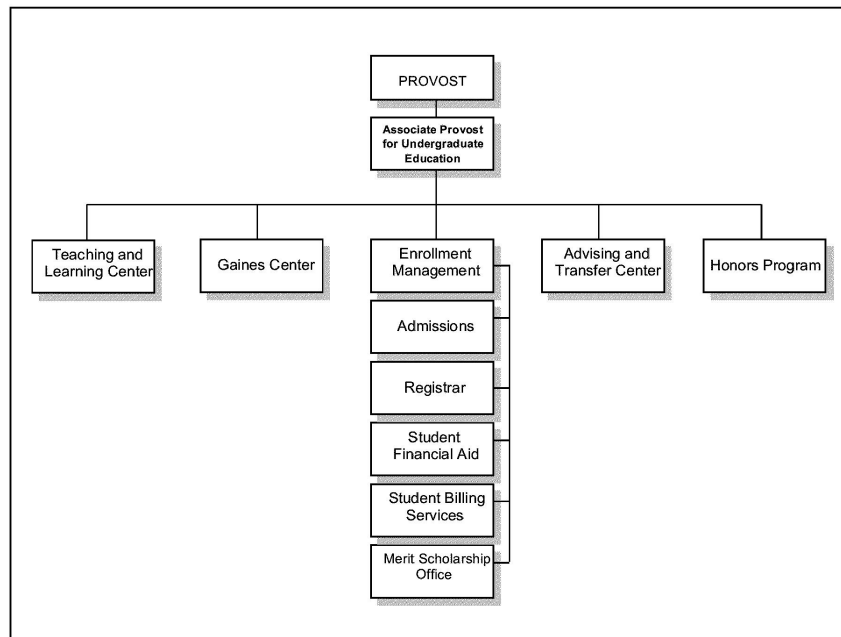 PROVOST
Associate Provost
for Undergraduate
Education
Teaching and
Learning Center
Gaines Center
Enrollment
Management
Advising and
Transfer Center
Honors Program
Admissions
Registrar
Student
Financial Aid
Student Billing
Services
Merit Scholarship
Office